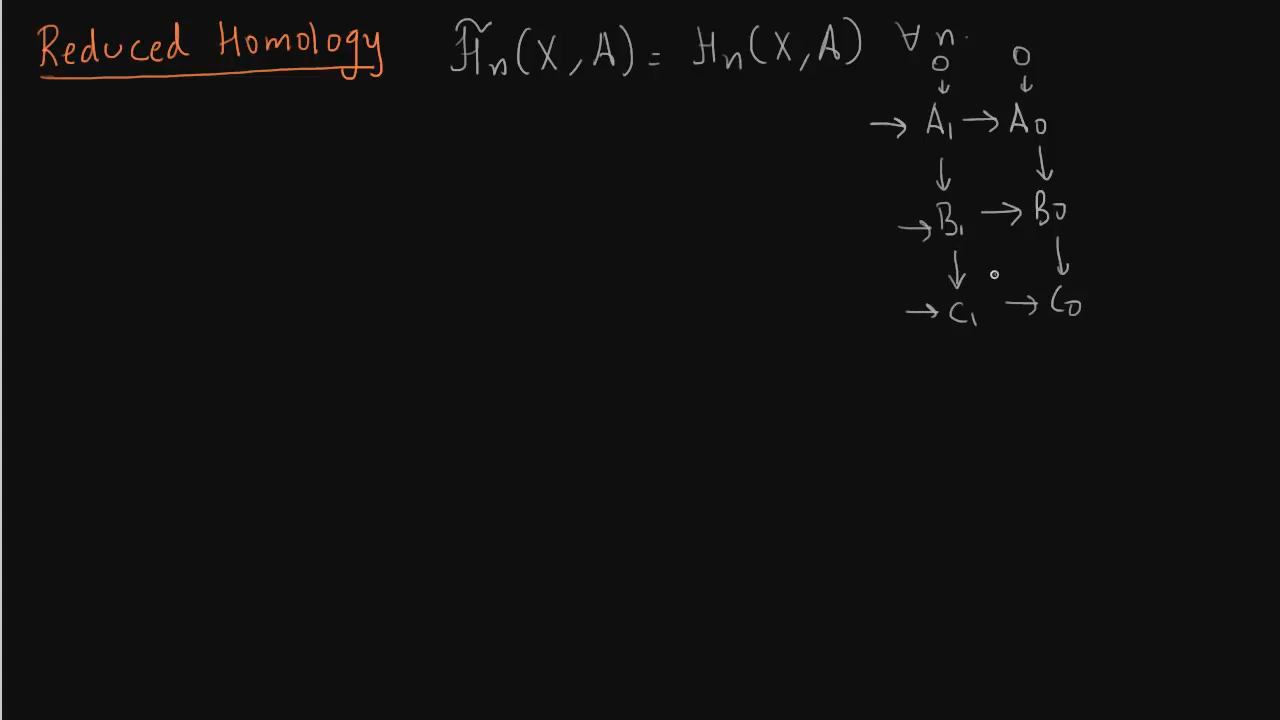 Reduced Homology H̃ₙ(X, A) = Hₙ(X, A) ∀ n.
0 0
↓ ↓
→ A₁ → A₀
↓ ↓
→ B₁ → B₀
↓ ↓
→ C₁ → C₀